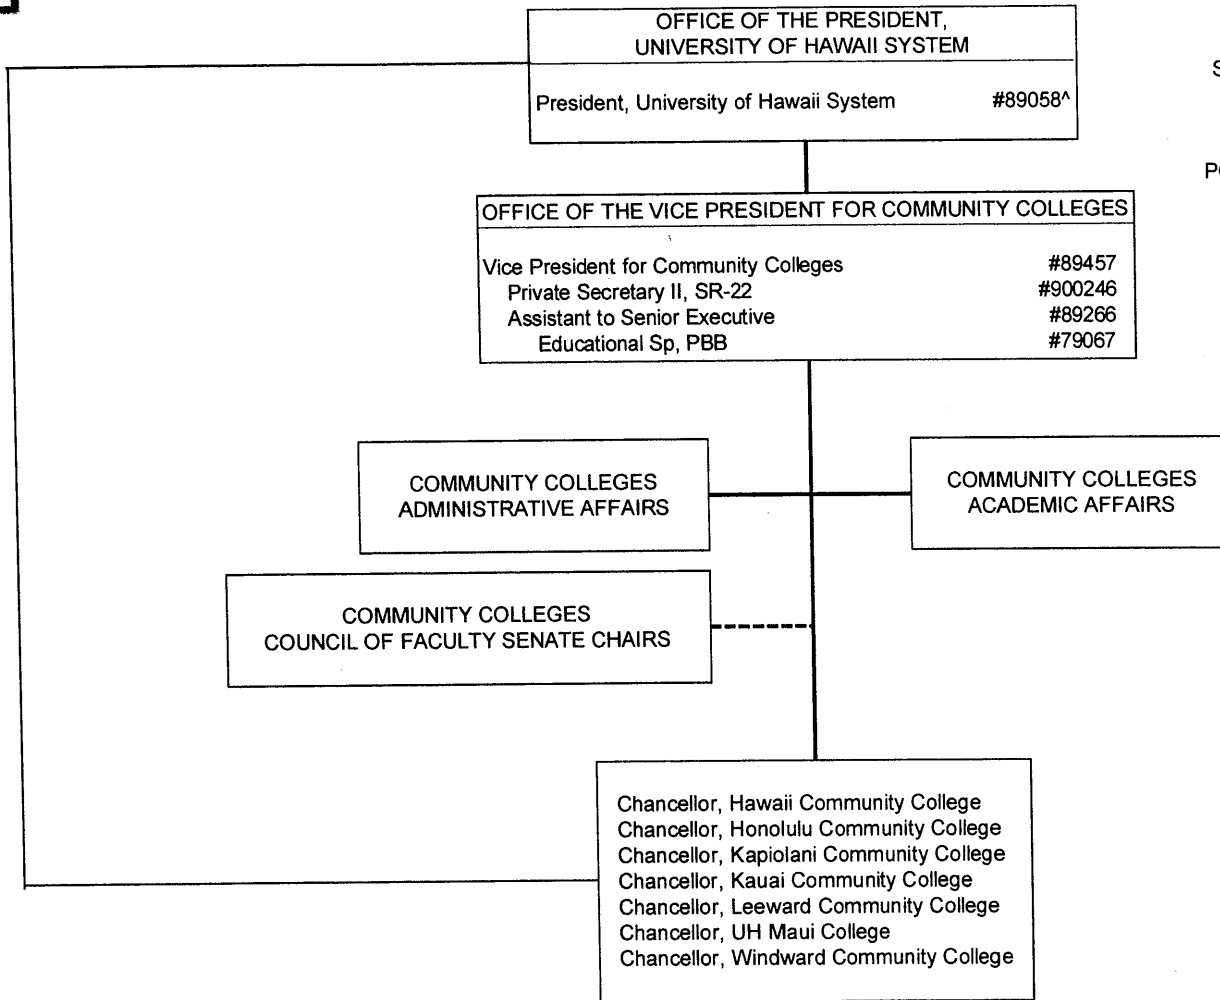 OFFICE OF THE PRESIDENT,
UNIVERSITY OF HAWAII SYSTEM
President, University of Hawaii System #89058^
OFFICE OF THE VICE PRESIDENT FOR COMMUNITY COLLEGES
Vice President for Community Colleges #89457
Private Secretary II, SR-22 #900246
Assistant to Senior Executive #89266
Educational Sp, PBB #79067
COMMUNITY COLLEGES
ADMINISTRATIVE AFFAIRS
COMMUNITY COLLEGES
ACADEMIC AFFAIRS
COMMUNITY COLLEGES
COUNCIL OF FACULTY SENATE CHAIRS
Chancellor, Hawaii Community College
Chancellor, Honolulu Community College
Chancellor, Kapiolani Community College
Chancellor, Kauai Community College
Chancellor, Leeward Community College
Chancellor, UH Maui College
Chancellor, Windward Community College